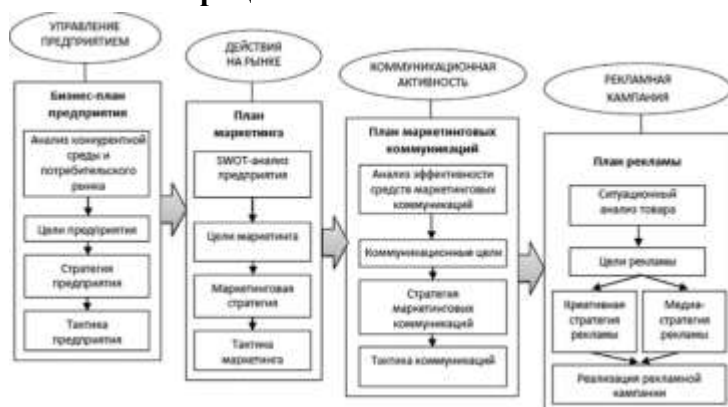 УПРАВЛЕНИЕ
ПРЕДПРИЯТИЕМ
Бизнес-план
предприятия
Анализ конкурентной
среды и
потребительского
рынка
Цели предприятия
Стратегия
предприятия
Тактика
предприятия
ДЕЙСТВИЯ
НА РЫНКЕ
План
маркетинга
SWOT-анализ
предприятия
Цели маркетинга
Маркетинговая
стратегия
Тактика
маркетинга
КОММУНИКАЦИОННАЯ
АКТИВНОСТЬ
План маркетинговых
коммуникаций
Анализ эффективности
средств маркетинговых
коммуникаций
Коммуникационные цели
Стратегия
маркетинговых
коммуникаций
Тактика коммуникаций
РЕКЛАМНАЯ
КАМПАНИЯ
План рекламы
Ситуационный
анализ товара
Цели рекламы
Креативная
стратегия
рекламы
Медиа-
стратегия
рекламы
Реализация рекламной
кампании